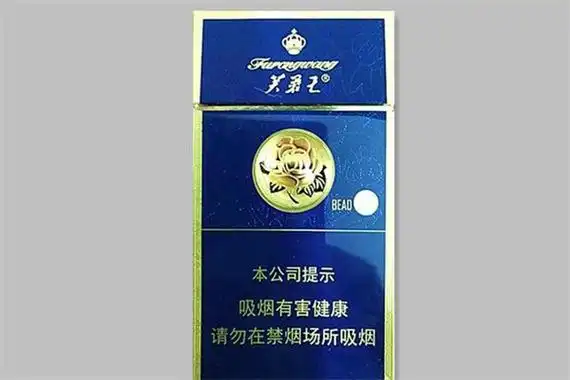 Furongwang
芙蓉王®
BEAD
本公司提示
吸烟有害健康
请勿在禁烟场所吸烟